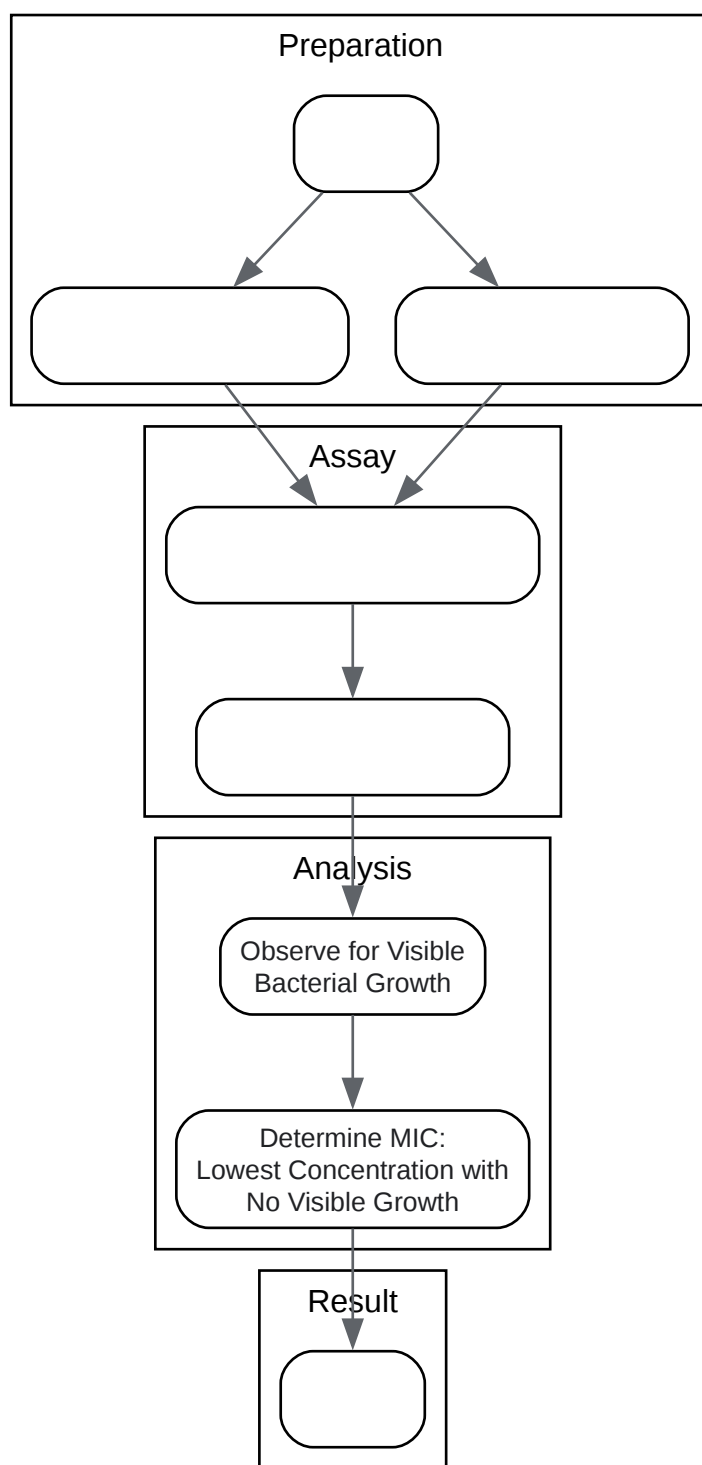 Preparation
Assay
Analysis
Observe for Visible
Bacterial Growth
Determine MIC:
Lowest Concentration with
No Visible Growth
Result